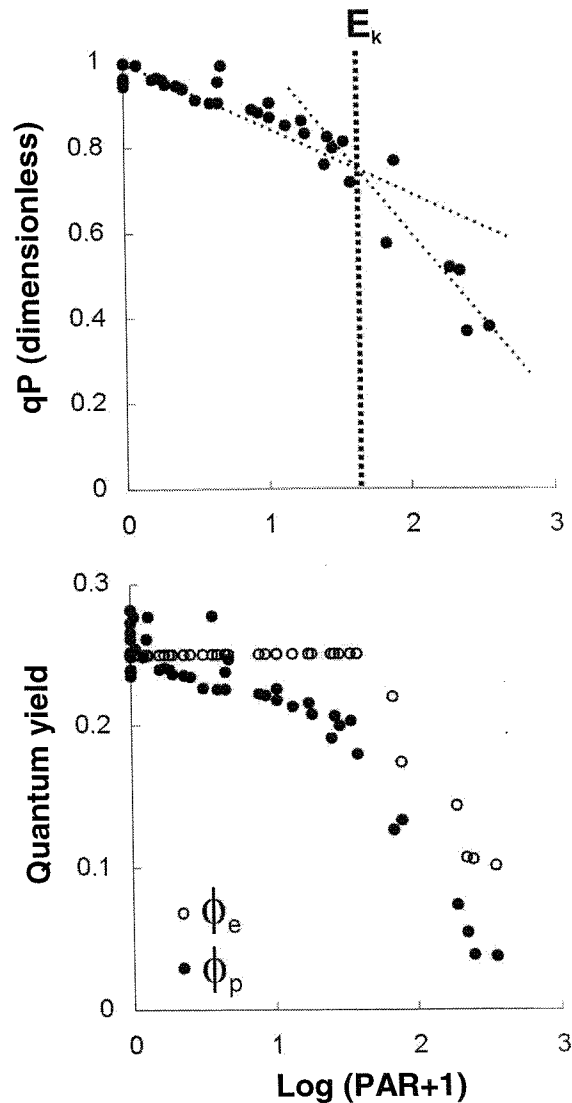 E_k
qP (dimensionless)
1
0.8
0.6
0.4
0.2
0
0 1 2 3
Quantum yield
0.3
0.2
0.1
0
ϕ_e
ϕ_p
0 1 2 3
Log (PAR+1)